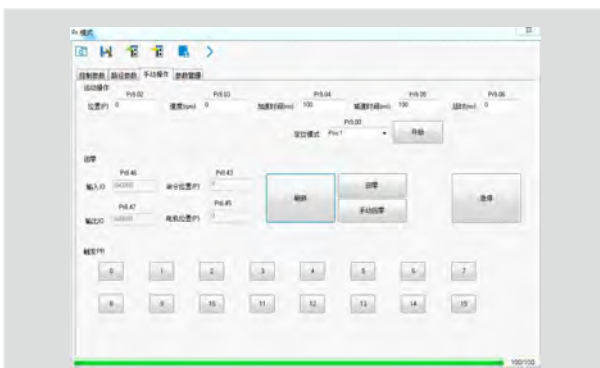 Pr 模式
控制参数 路径参数 手动操作 参数管理
运动操作
Pr9.02 Pr9.03 Pr9.04 Pr9.05 Pr9.06
位置(P) 0 速度(rpm) 0 加速时间(ms) 100 减速时间(ms) 100 延时(ms) 0
Pr9.00
定位模式 开始
回零
Pr8.46 Pr8.43
输入IO 命令位置(P) 0 刷新 回零 急停
Pr8.47 Pr8.45 手动回零
输出IO 电机位置(P) 0
触发PR
0 1 2 3 4 5 6 7
8 9 10 11 12 13 14 15
100/100